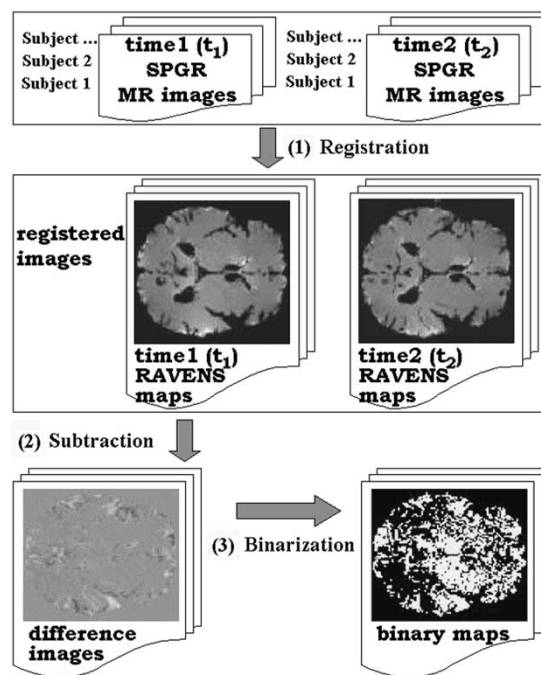 Subject ...
Subject 2
Subject 1
time1 (t1)
SPGR
MR images
Subject ...
Subject 2
Subject 1
time2 (t2)
SPGR
MR images
(1) Registration
registered
images
time1 (t1)
RAVENS
maps
time2 (t2)
RAVENS
maps
(2) Subtraction
(3) Binarization
difference
images
binary maps